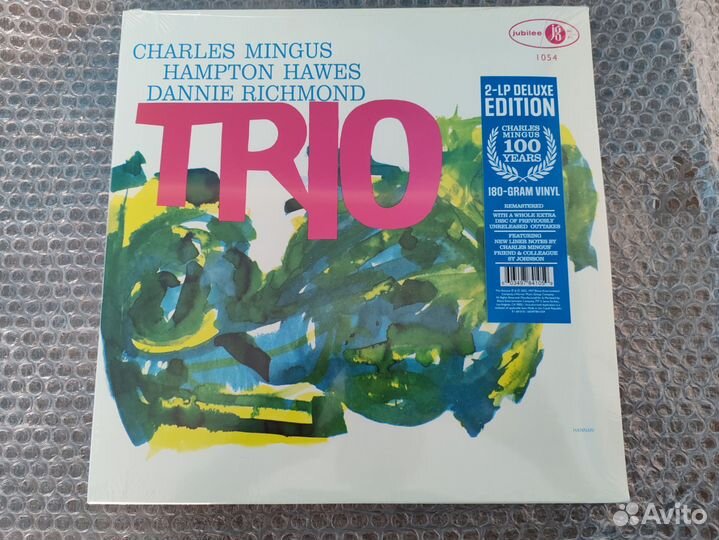 CHARLES MINGUS
HAMPTON HAWES
DANNIE RICHMOND
TRIO
jubilee
1054
2-LP DELUXE
EDITION
CHARLES
MINGUS
100
YEARS
180-GRAM VINYL
REMASTERED
WITH A WHOLE EXTRA
DISC OF PREVIOUSLY
UNRELEASED OUTTAKES
FEATURING
NEW LINER NOTES BY
CHARLES MINGUS'
FRIEND & COLLEAGUE
SY JOHNSON
HANNAN
Avito